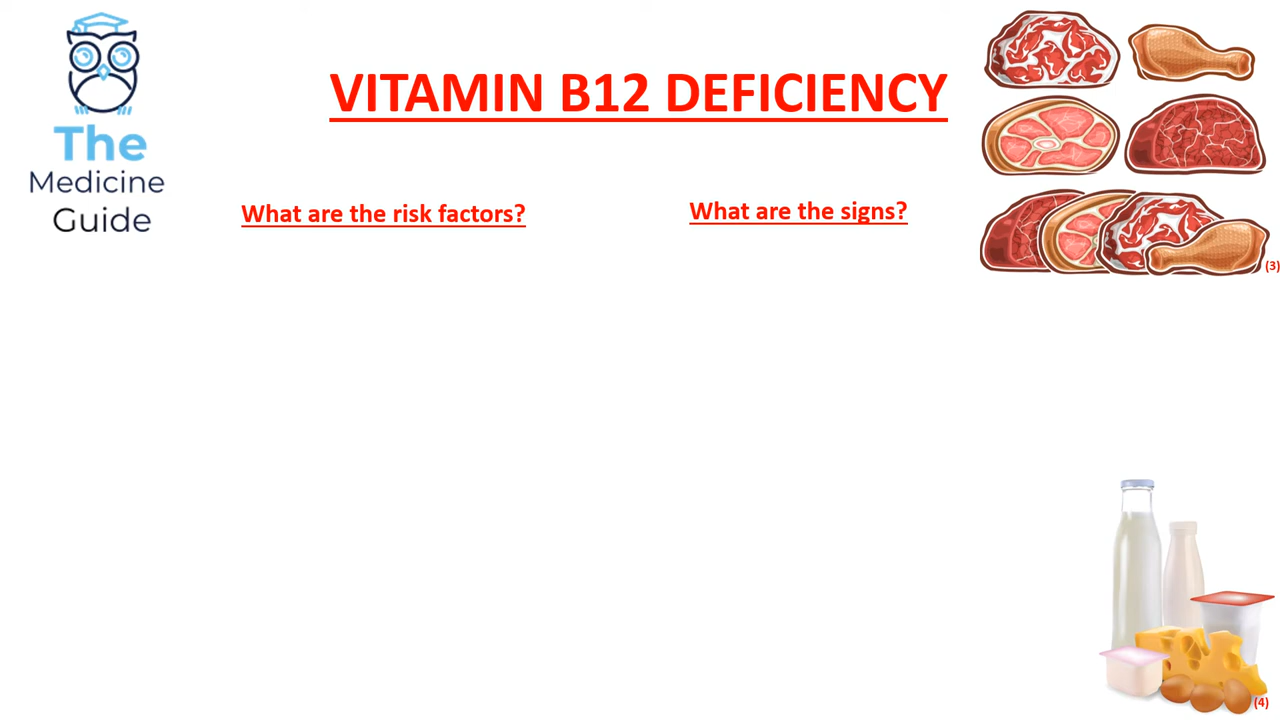 The
Medicine
Guide
VITAMIN B12 DEFICIENCY
What are the risk factors?
What are the signs?
(3)
(4)